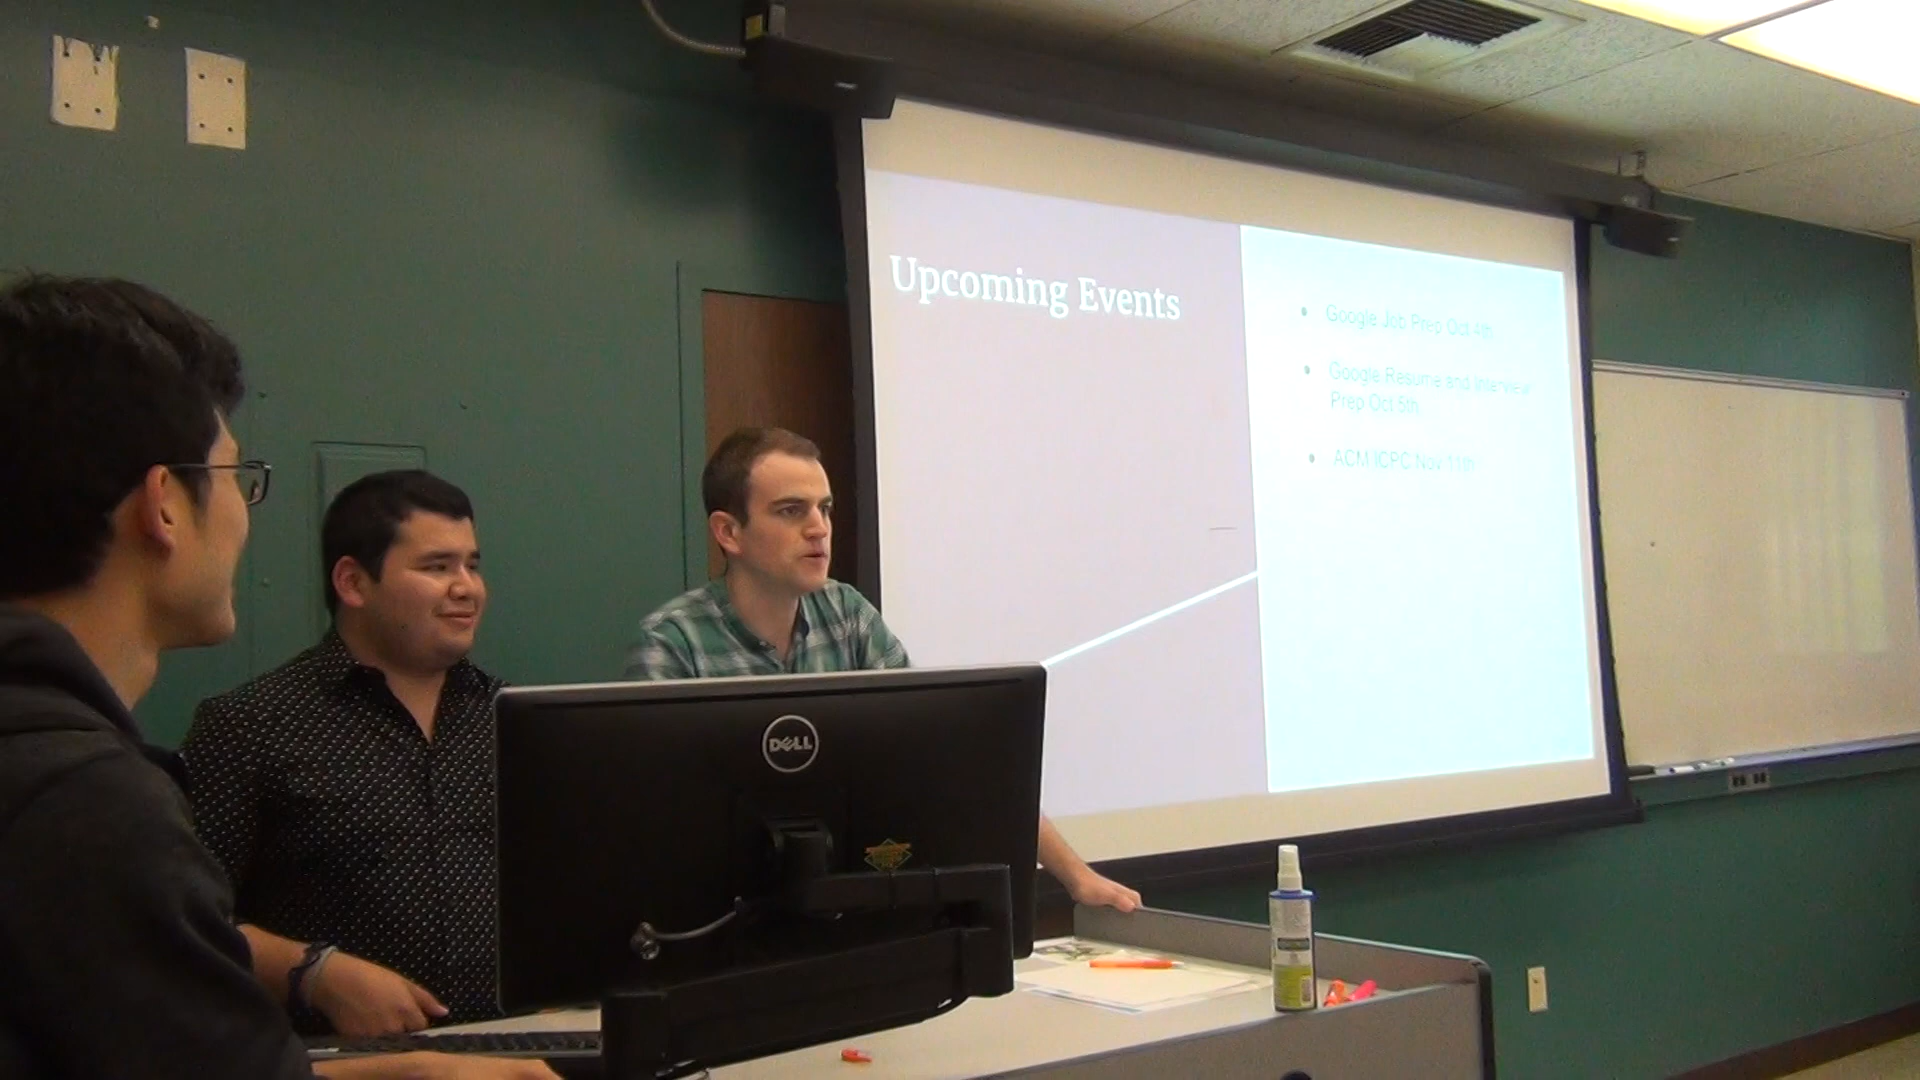 Upcoming Events
Google Job Prep Oct 4th
Google Resume and Interview
Prep Oct 5th
ACM ICPC Nov 11th
DELL